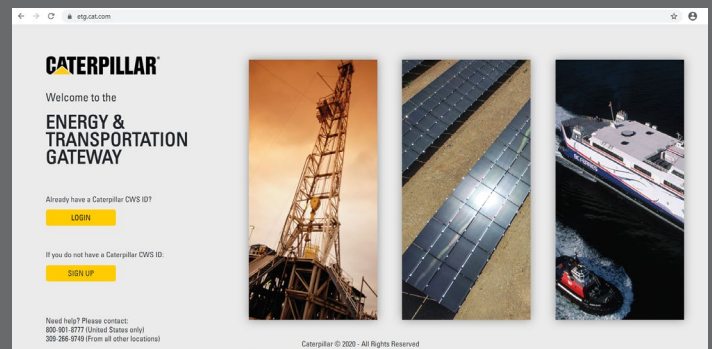 etg.cat.com
CATERPILLAR®
Welcome to the
ENERGY &
TRANSPORTATION
GATEWAY
Already have a Caterpillar CWS ID?
LOGIN
If you do not have a Caterpillar CWS ID:
SIGN UP
Need help? Please contact:
800-901-8777 (United States only)
309-266-9749 (From all other locations)
BC FERRIES
Caterpillar © 2020 - All Rights Reserved